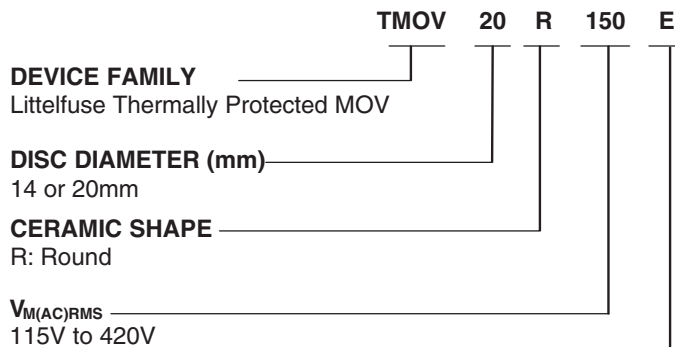 TMOV 20 R 150 E
DEVICE FAMILY
Littelfuse Thermally Protected MOV
DISC DIAMETER (mm)
14 or 20mm
CERAMIC SHAPE
R: Round
VM(AC)RMS
115V to 420V